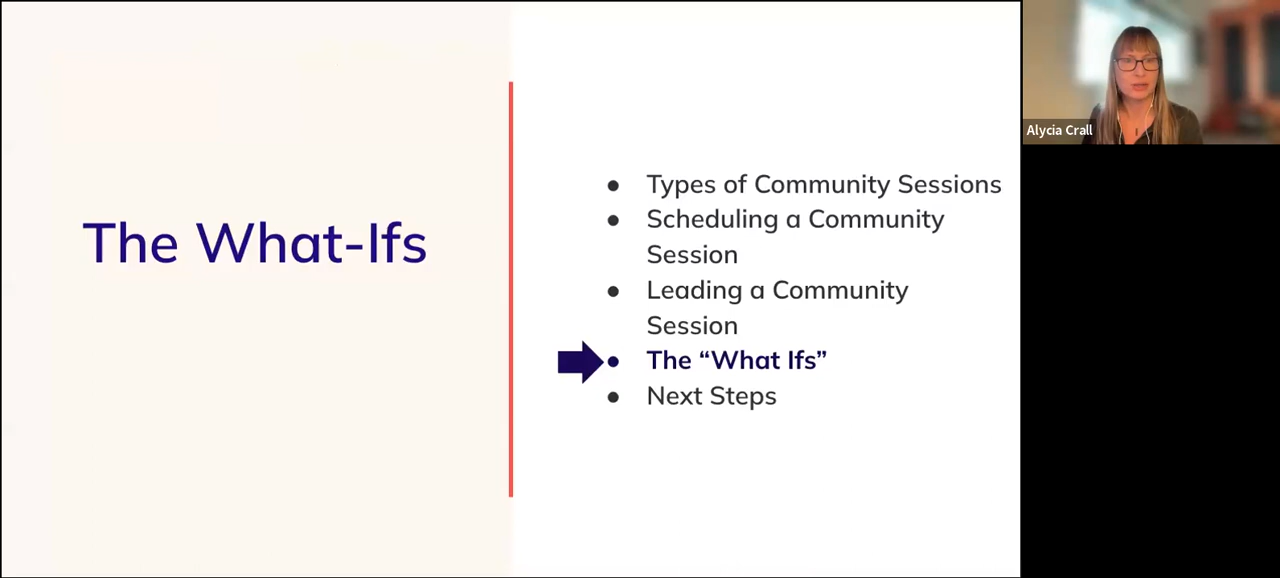 The What-Ifs
● Types of Community Sessions
● Scheduling a Community
Session
● Leading a Community
Session
● The “What Ifs”
● Next Steps
Alycia Crall